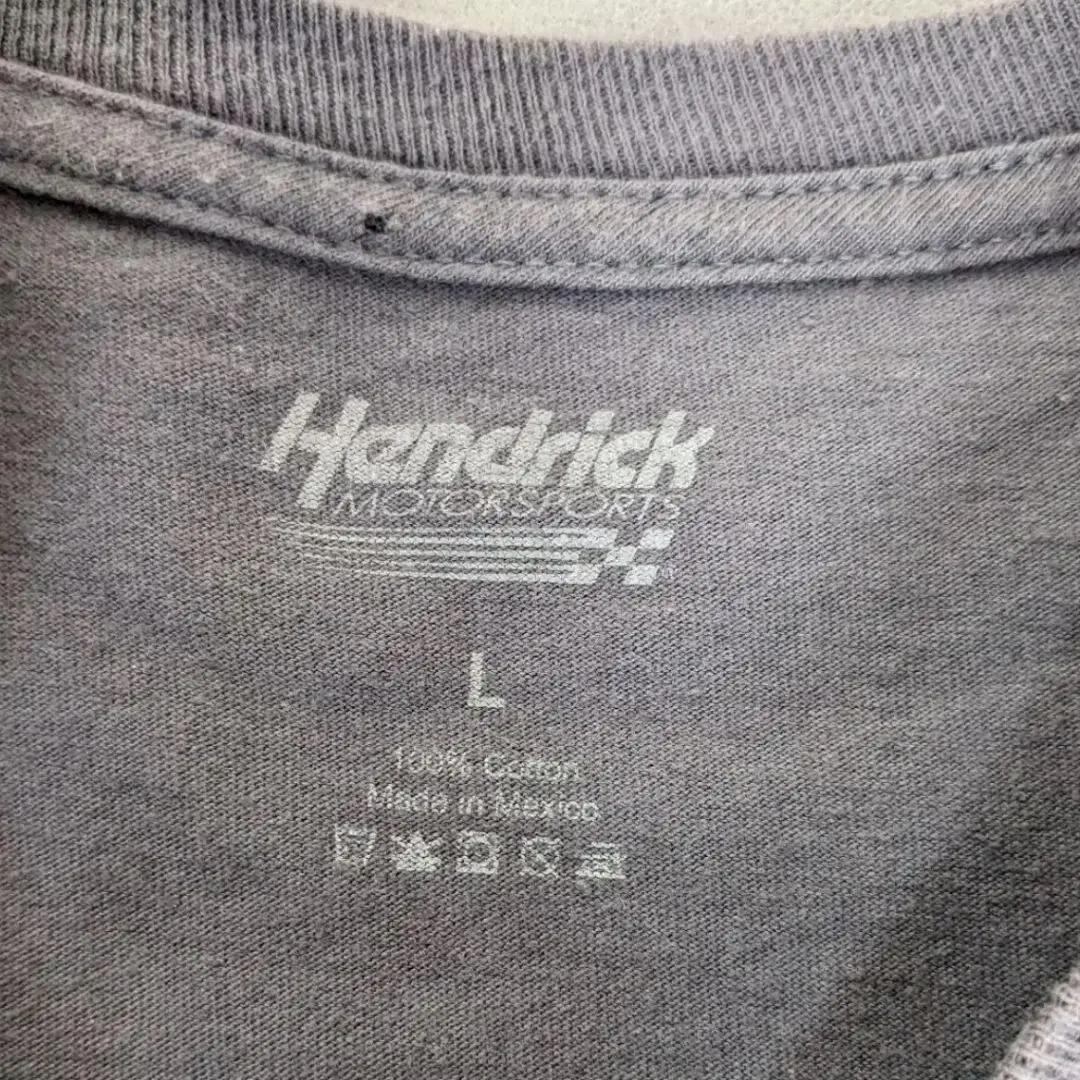 Hendrick
MOTORSPORTS
L
100% Cotton
Made in Mexico